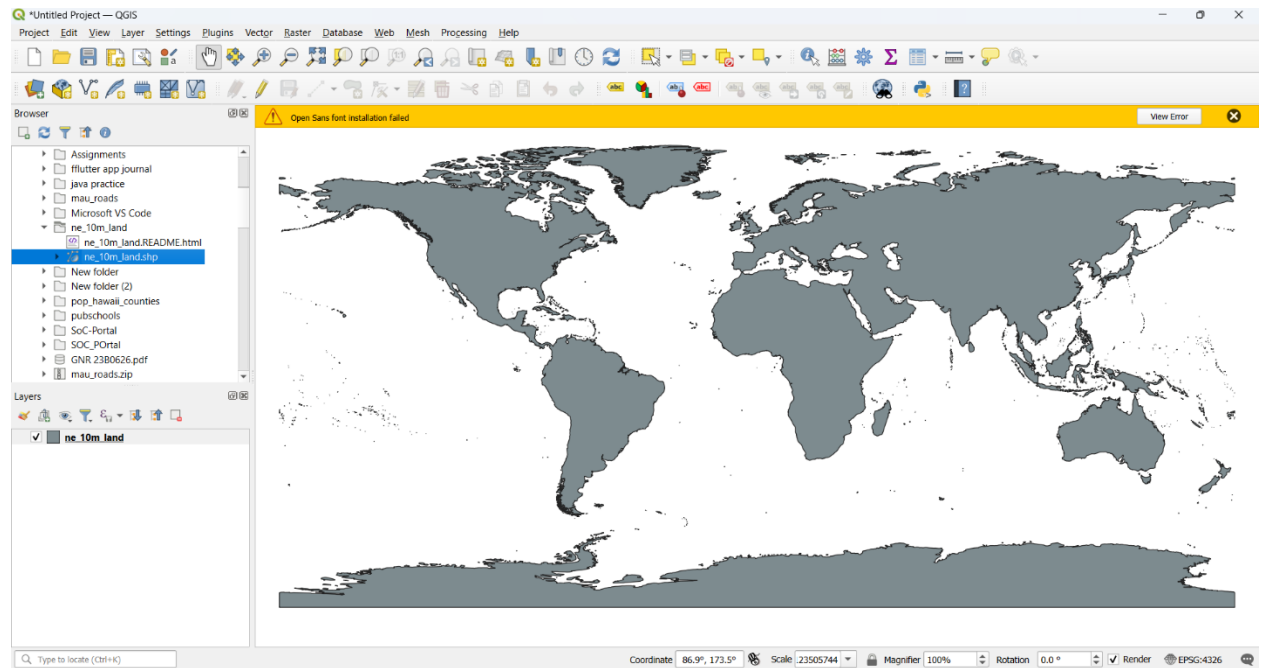 *Untitled Project — QGIS
Project Edit View Layer Settings Plugins Vector Raster Database Web Mesh Processing Help
Browser
Open Sans font installation failed
View Error
Assignments
fflutter app journal
java practice
mau_roads
Microsoft VS Code
ne_10m_land
ne_10m_land.README.html
ne_10m_land.shp
New folder
New folder (2)
pop_hawaii_counties
pubschools
SoC-Portal
SOC_POrtal
GNR 23B0626.pdf
mau_roads.zip
Layers
ne_10m_land
Type to locate (Ctrl+K)
Coordinate 86.9°, 173.5° Scale .23505744 Magnifier 100% Rotation 0.0 ° Render EPSG:4326